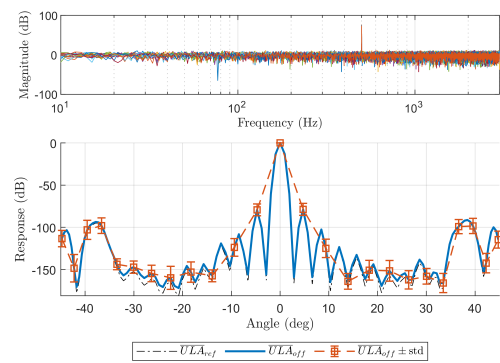 100
0
-100
Magnitude (dB)
10^1 10^2 10^3
Frequency (Hz)
0
-50
-100
-150
Response (dB)
-40 -30 -20 -10 0 10 20 30 40
Angle (deg)
ULA_ref ULA_off ULA_off ± std